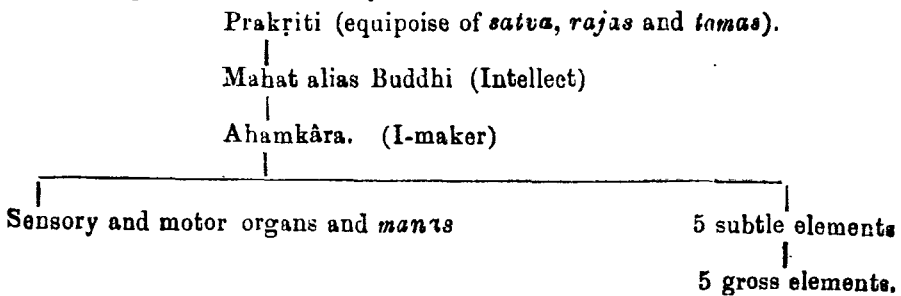 Prakṛiti (equipoise of satva, rajas and tamas).
Mahat alias Buddhi (Intellect)
Ahamkâra. (I-maker)
Sensory and motor organs and manas 5 subtle elements
5 gross elements.